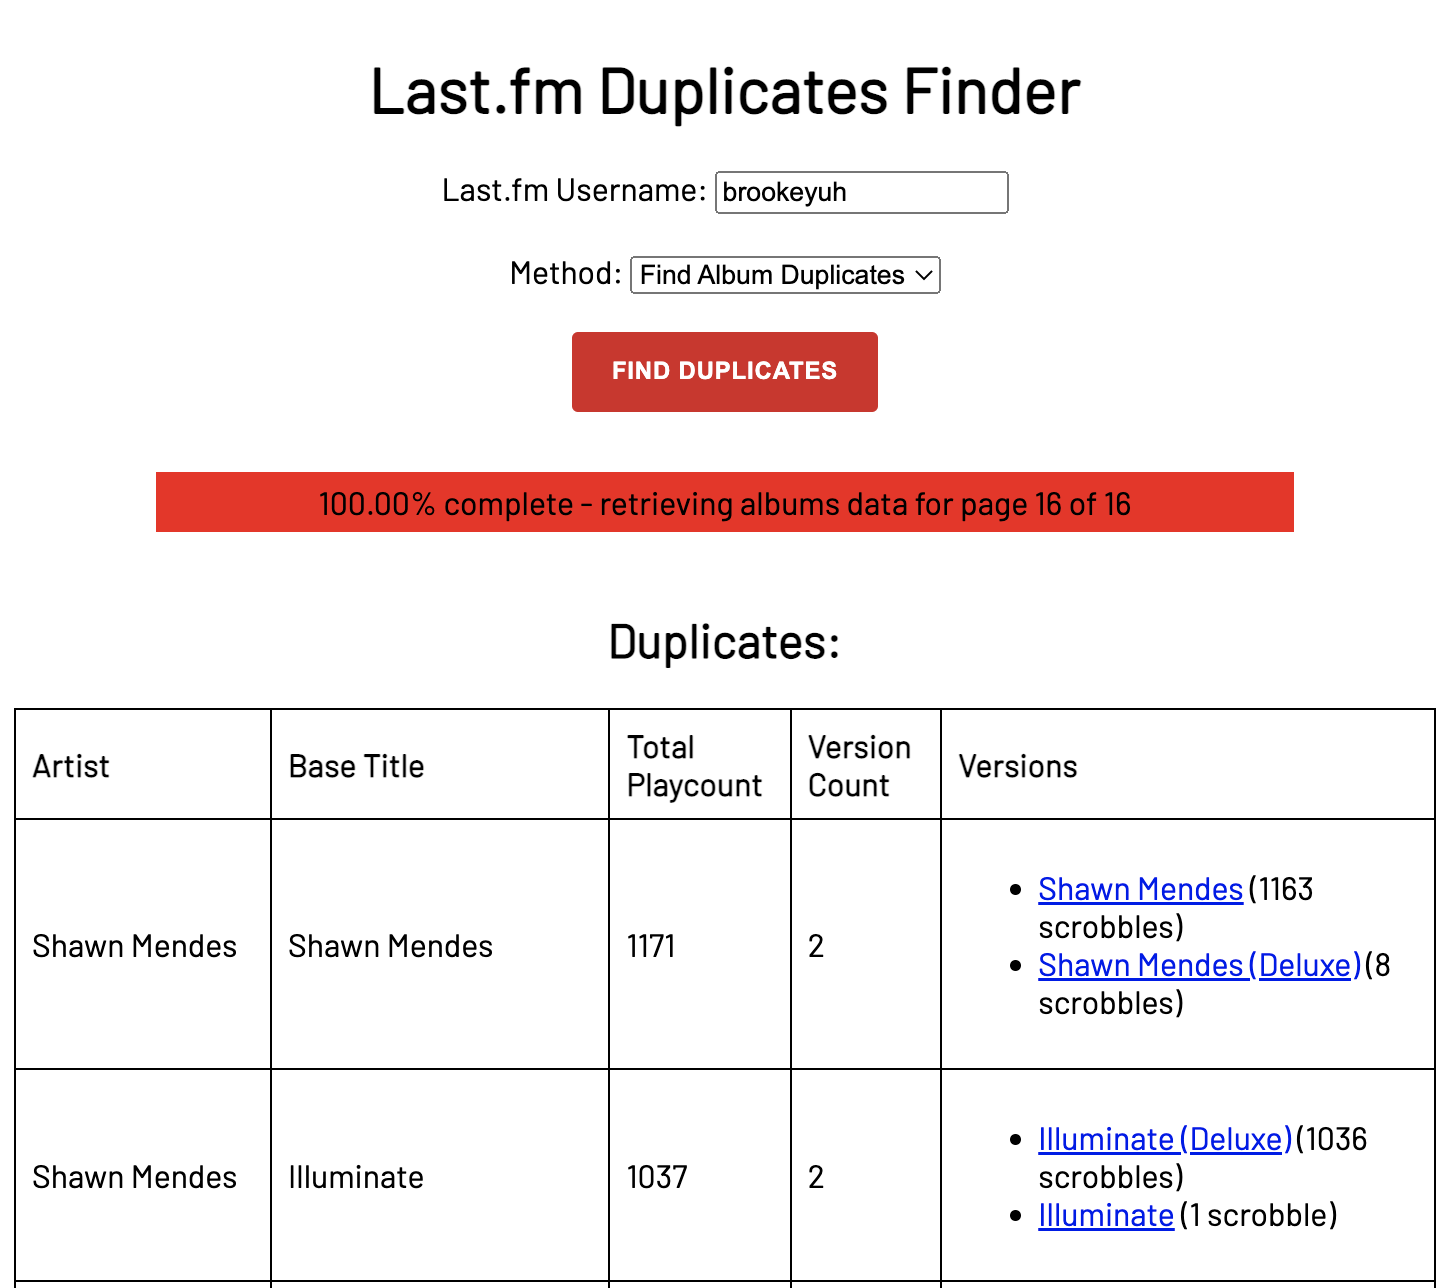 Last.fm Duplicates Finder
Last.fm Username: brookeyuh
Method: Find Album Duplicates
FIND DUPLICATES
100.00% complete - retrieving albums data for page 16 of 16
Duplicates:
Artist
Base Title
Total
Playcount
Version
Count
Versions
Shawn Mendes
Shawn Mendes
1171
2
Shawn Mendes (1163
scrobbles)
Shawn Mendes (Deluxe) (8
scrobbles)
Shawn Mendes
Illuminate
1037
2
Illuminate (Deluxe) (1036
scrobbles)
Illuminate (1 scrobble)